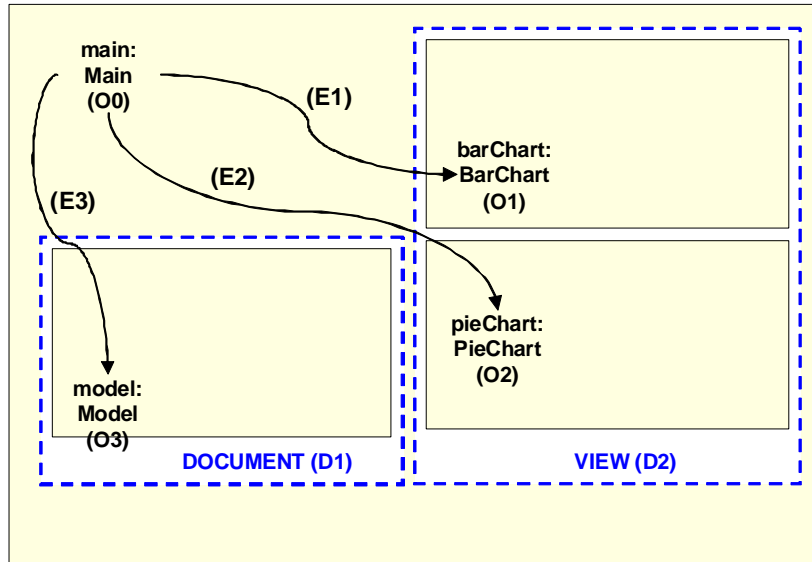 main:
Main
(O0)
(E1)
(E2)
(E3)
barChart:
BarChart
(O1)
pieChart:
PieChart
(O2)
model:
Model
(O3)
DOCUMENT (D1)
VIEW (D2)